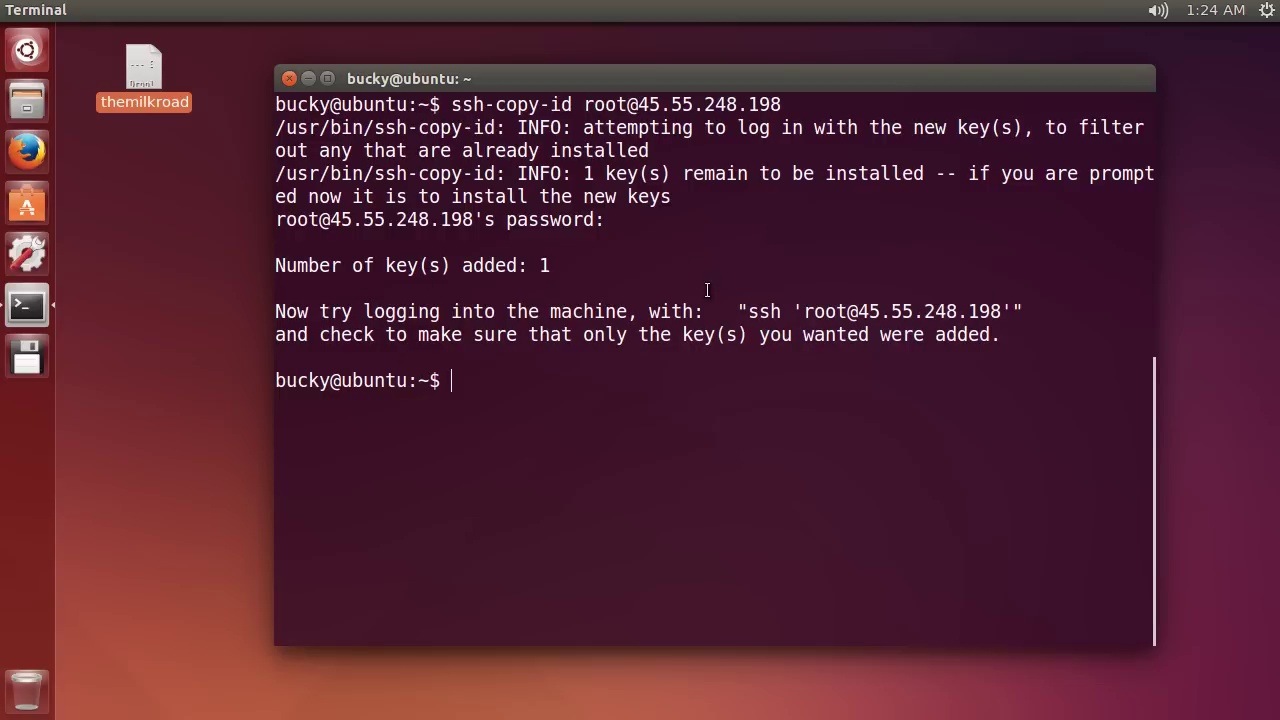 Terminal
1:24 AM
themilkroad
bucky@ubuntu: ~
bucky@ubuntu:~$ ssh-copy-id root@45.55.248.198
/usr/bin/ssh-copy-id: INFO: attempting to log in with the new key(s), to filter
out any that are already installed
/usr/bin/ssh-copy-id: INFO: 1 key(s) remain to be installed -- if you are prompt
ed now it is to install the new keys
root@45.55.248.198's password:
Number of key(s) added: 1
Now try logging into the machine, with:   "ssh 'root@45.55.248.198'"
and check to make sure that only the key(s) you wanted were added.
bucky@ubuntu:~$